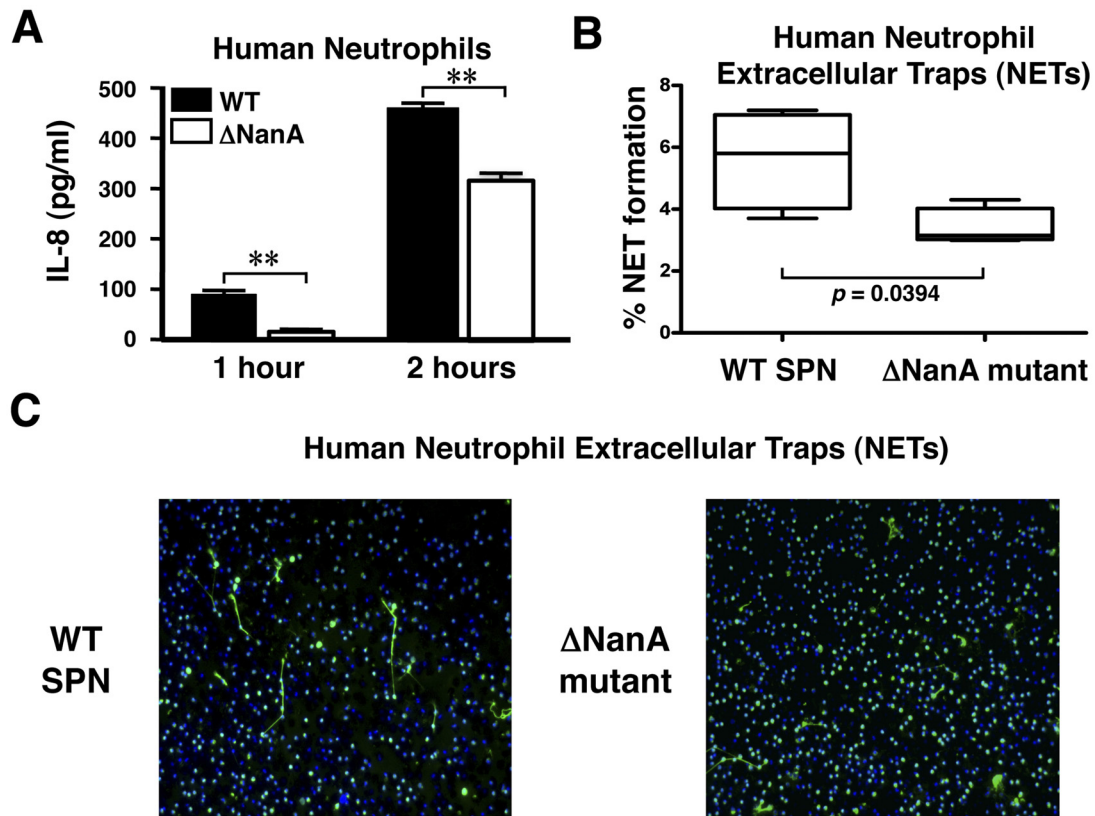 A
Human Neutrophils
500
400
300
200
100
0
IL-8 (pg/ml)
WT
ΔNanA
**
**
1 hour
2 hours
B
Human Neutrophil
Extracellular Traps (NETs)
8
6
4
2
0
% NET formation
p = 0.0394
WT SPN
ΔNanA mutant
C
Human Neutrophil Extracellular Traps (NETs)
WT
SPN
ΔNanA
mutant